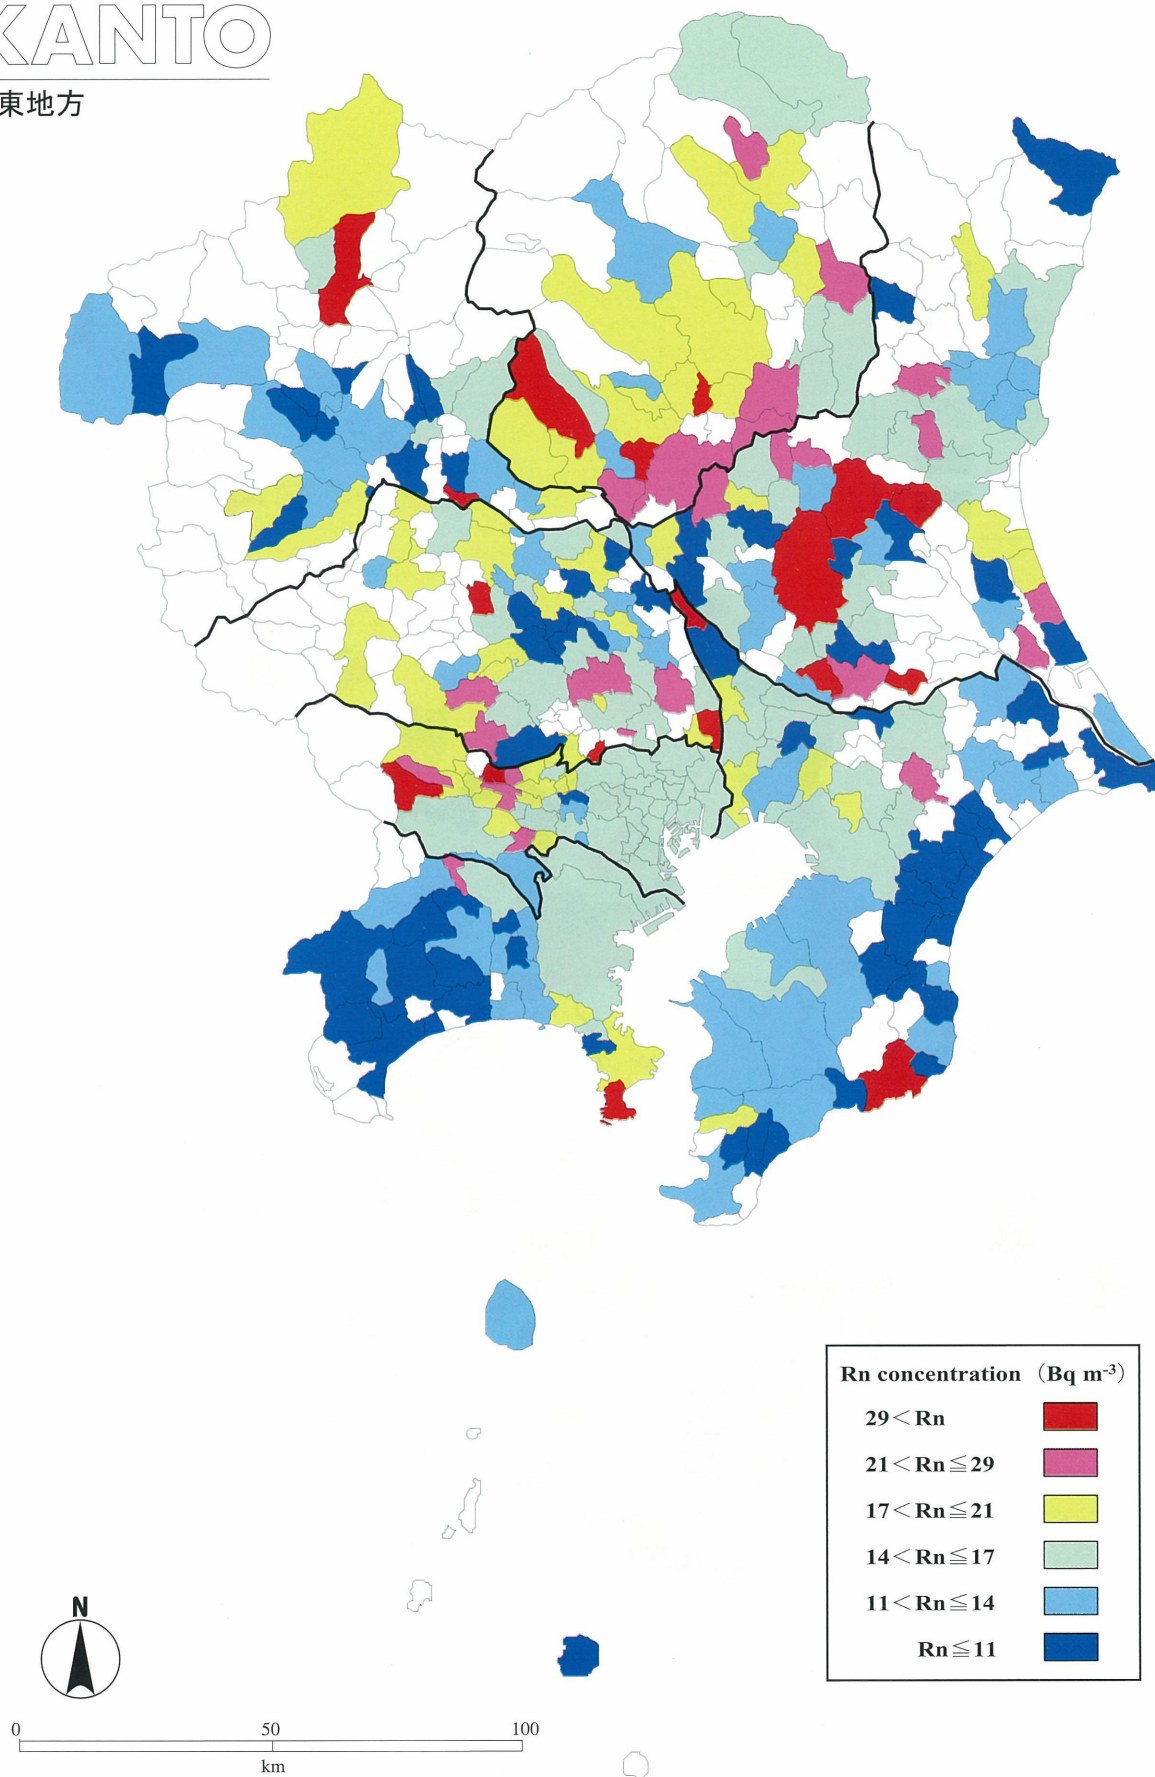 KANTO
東地方
Rn concentration (Bq m-3)
29<Rn
21<Rn≦29
17<Rn≦21
14<Rn≦17
11<Rn≦14
Rn≦11
N
0 50 100
km